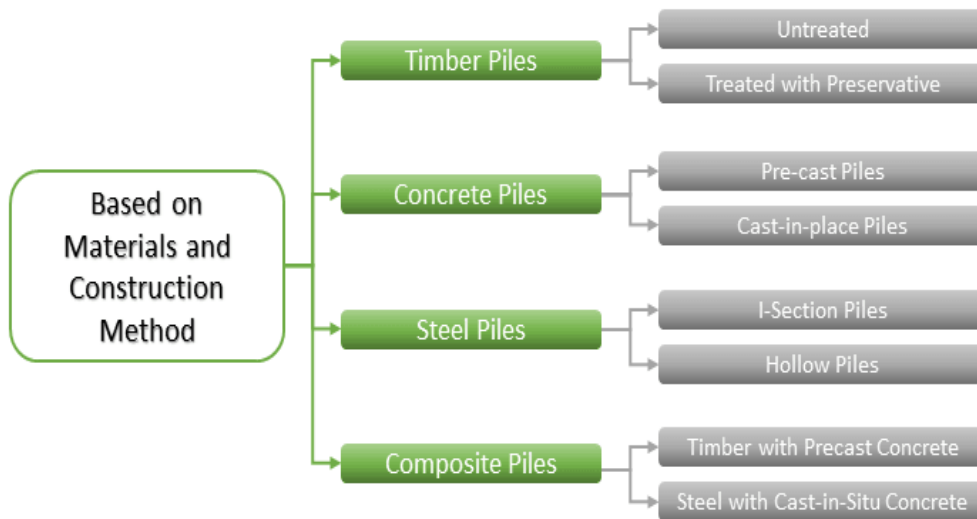 Based on
Materials and
Construction
Method
Timber Piles
Untreated
Treated with Preservative
Concrete Piles
Pre-cast Piles
Cast-in-place Piles
Steel Piles
I-Section Piles
Hollow Piles
Composite Piles
Timber with Precast Concrete
Steel with Cast-in-Situ Concrete